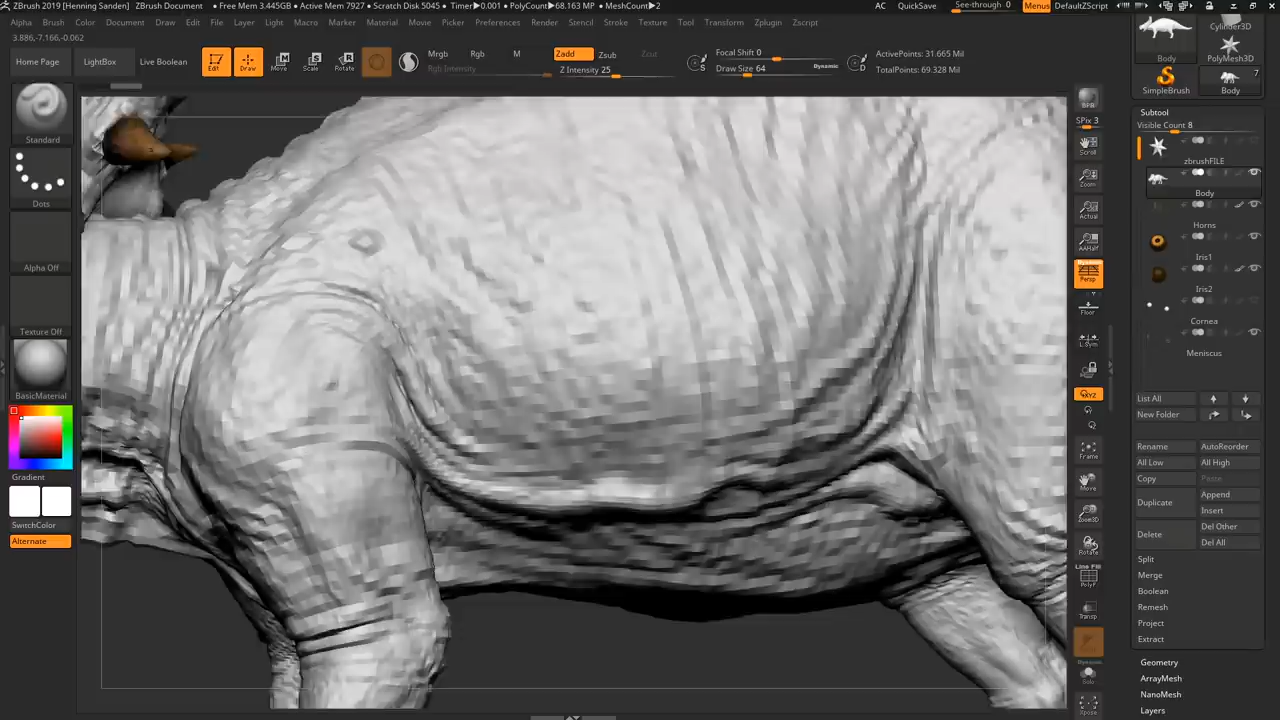 ZBrush 2019 [Henning Sanden]
ZBrush Document
• Free Mem 3.445GB • Active Mem 7927 • Scratch Disk 5045 • Timer▶0.001 • PolyCount▶68.163 MP • MeshCount▶2
AC
QuickSave
See-through 0
Menus
DefaultZScript
Alpha
Brush
Color
Document
Draw
Edit
File
Layer
Light
Macro
Marker
Material
Movie
Picker
Preferences
Render
Stencil
Stroke
Texture
Tool
Transform
Zplugin
Zscript
3.886,-7.166,-0.062
Home Page
LightBox
Live Boolean
Edit
Draw
Move
Scale
Rotate
Mrgb
Rgb
M
Rgb Intensity
Zadd
Zsub
Zcut
Z Intensity 25
S
Focal Shift 0
Draw Size 64
Dynamic
D
ActivePoints: 31.665 Mil
TotalPoints: 69.328 Mil
Standard
Dots
Alpha Off
Texture Off
BasicMaterial
Gradient
SwitchColor
Alternate
BPR
SPix 3
Scroll
Zoom
Actual
AAHalf
Dynamic
Persp
Floor
L.Sym
XYZ
Frame
Move
Zoom3D
Rotate
Line Fill
PolyF
Transp
Dynamic
Solo
Xpose
Body
Cylinder3D
PolyMesh3D
SimpleBrush
7
Body
Subtool
Visible Count 8
zbrushFILE
Body
Horns
Iris1
Iris2
Cornea
Meniscus
List All
New Folder
Rename
AutoReorder
All Low
All High
Copy
Paste
Duplicate
Append
Insert
Delete
Del Other
Del All
Split
Merge
Boolean
Remesh
Project
Extract
Geometry
ArrayMesh
NanoMesh
Layers